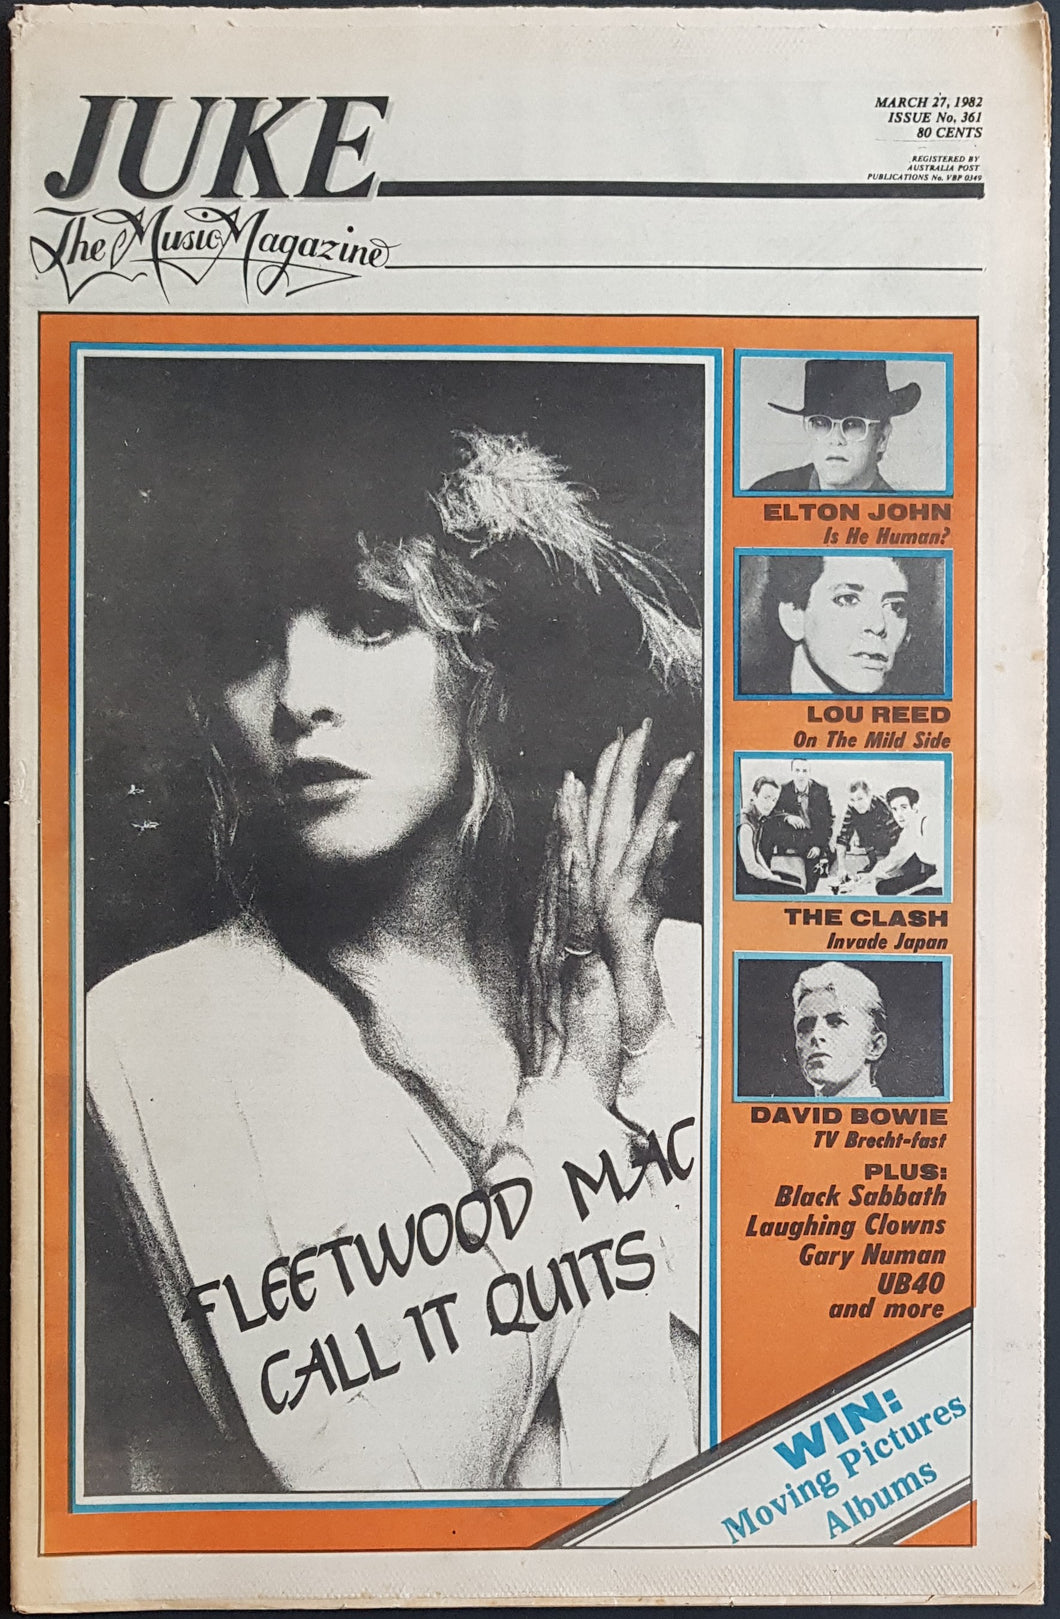 JUKE
The Music Magazine
MARCH 27, 1982
ISSUE No, 361
80 CENTS
REGISTERED BY
AUSTRALIA POST
PUBLICATIONS No. VBP 0349
FLEETWOOD MAC
CALL IT QUITS
ELTON JOHN
Is He Human?
LOU REED
On The Mild Side
THE CLASH
Invade Japan
DAVID BOWIE
TV Brecht-fast
PLUS:
Black Sabbath
Laughing Clowns
Gary Numan
UB40
and more
WIN:
Moving Pictures
Albums